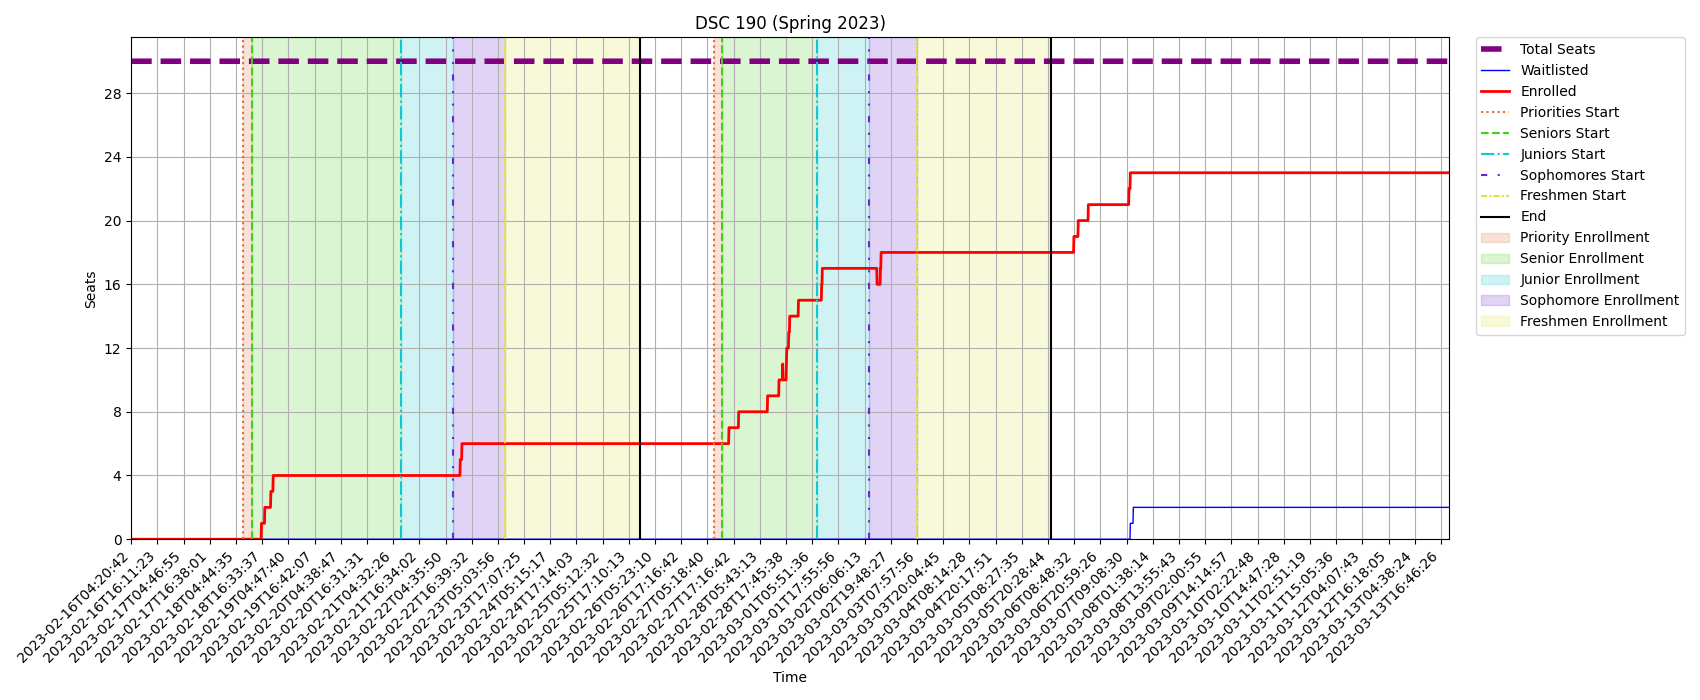 DSC 190 (Spring 2023)
Total Seats
Waitlisted
Enrolled
Priorities Start
Seniors Start
Juniors Start
Sophomores Start
Freshmen Start
End
Priority Enrollment
Senior Enrollment
Junior Enrollment
Sophomore Enrollment
Freshmen Enrollment
28
24
20
16
12
8
4
0
Seats
2023-02-16T04:20:42
2023-02-16T16:11:23
2023-02-17T04:46:55
2023-02-17T16:38:01
2023-02-18T04:44:35
2023-02-18T16:33:37
2023-02-19T04:47:40
2023-02-19T16:42:07
2023-02-20T04:38:47
2023-02-20T16:31:31
2023-02-21T04:32:26
2023-02-21T16:34:02
2023-02-22T04:35:50
2023-02-22T16:39:32
2023-02-23T05:03:56
2023-02-23T17:07:25
2023-02-24T05:15:17
2023-02-24T17:14:03
2023-02-25T05:12:32
2023-02-25T17:10:13
2023-02-26T05:23:10
2023-02-26T17:16:42
2023-02-27T05:18:40
2023-02-27T17:16:42
2023-02-28T05:43:13
2023-02-28T17:45:38
2023-03-01T05:51:36
2023-03-01T17:55:56
2023-03-02T06:06:13
2023-03-02T19:48:27
2023-03-03T07:57:56
2023-03-03T20:04:45
2023-03-04T08:14:28
2023-03-04T20:17:51
2023-03-05T08:27:35
2023-03-05T20:28:44
2023-03-06T08:48:32
2023-03-06T20:59:26
2023-03-07T09:08:30
2023-03-08T01:38:14
2023-03-08T13:55:43
2023-03-09T02:00:55
2023-03-09T14:14:57
2023-03-10T02:22:48
2023-03-10T14:47:28
2023-03-11T02:51:19
2023-03-11T15:05:36
2023-03-12T04:07:43
2023-03-12T16:18:05
2023-03-13T04:38:24
2023-03-13T16:46:26
Time